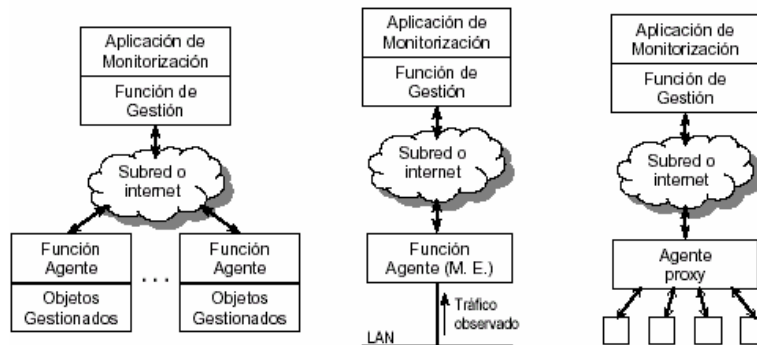 Aplicación de
Monitorización
Función de
Gestión
Subred o
internet
Función
Agente
Objetos
Gestionados
. . .
Función
Agente
Objetos
Gestionados
Aplicación de
Monitorización
Función de
Gestión
Subred o
internet
Función
Agente (M. E.)
Tráfico
observado
LAN
Aplicación de
Monitorización
Función de
Gestión
Subred o
internet
Agente
proxy